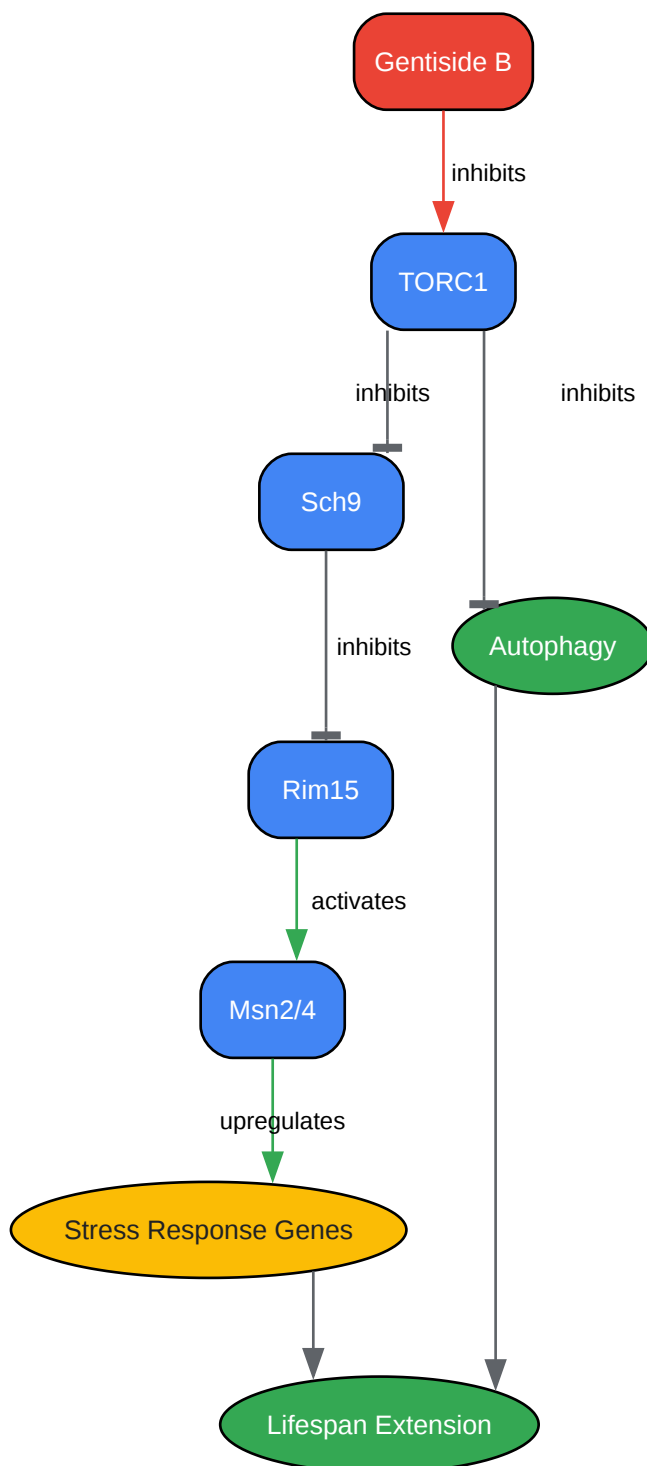 Gentiside B
inhibits
TORC1
inhibits
inhibits
Sch9
inhibits
Autophagy
Rim15
activates
Msn2/4
upregulates
Stress Response Genes
Lifespan Extension